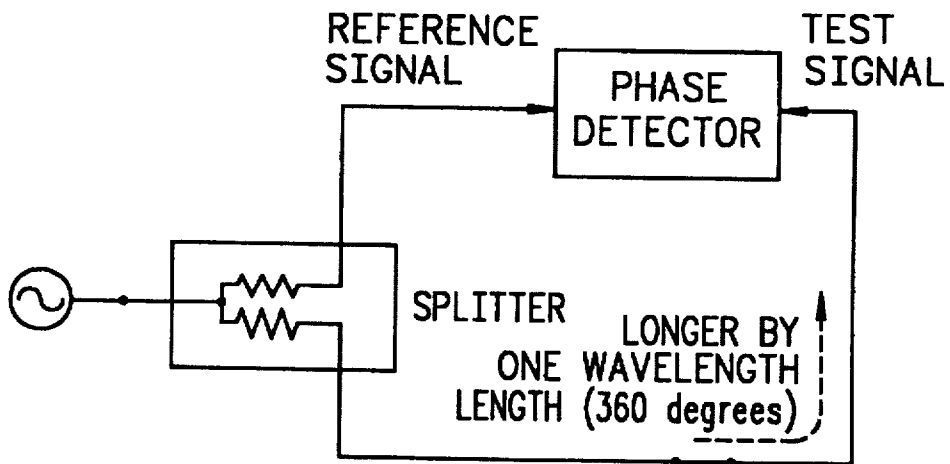 REFERENCE
SIGNAL
PHASE
DETECTOR
TEST
SIGNAL
SPLITTER
LONGER BY
ONE WAVELENGTH
LENGTH (360 degrees)